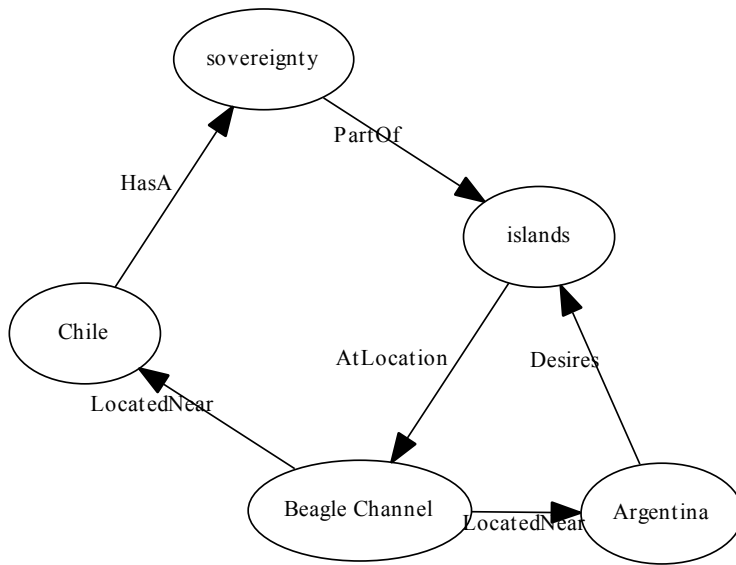 sovereignty
PartOf
HasA
islands
Chile
AtLocation
Desires
LocatedNear
Beagle Channel
LocatedNear
Argentina